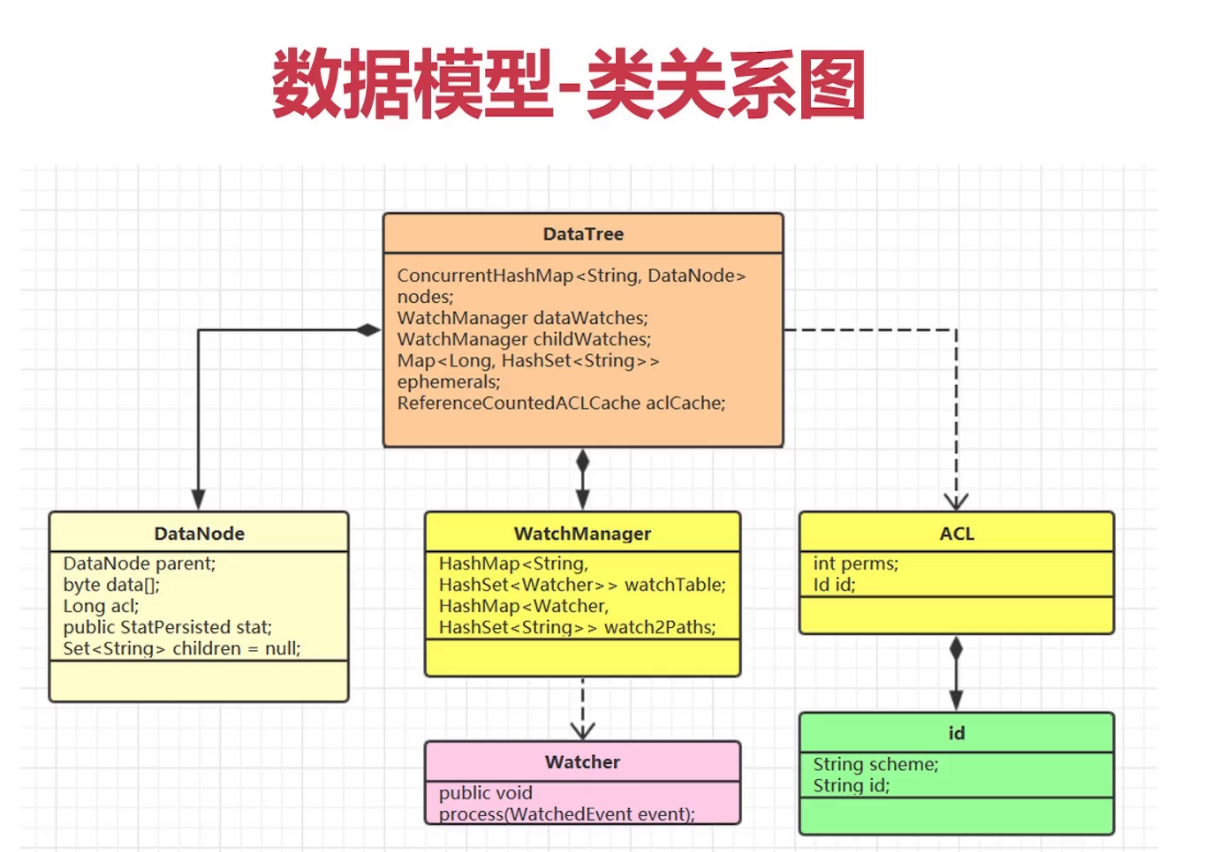 数据模型-类关系图
DataTree
ConcurrentHashMap<String, DataNode>
nodes;
WatchManager dataWatches;
WatchManager childWatches;
Map<Long, HashSet<String>>
ephemerals;
ReferenceCountedACLCache aclCache;
DataNode
DataNode parent;
byte data[];
Long acl;
public StatPersisted stat;
Set<String> children = null;
WatchManager
HashMap<String,
HashSet<Watcher>> watchTable;
HashMap<Watcher,
HashSet<String>> watch2Paths;
ACL
int perms;
Id id;
Watcher
public void
process(WatchedEvent event);
id
String scheme;
String id;